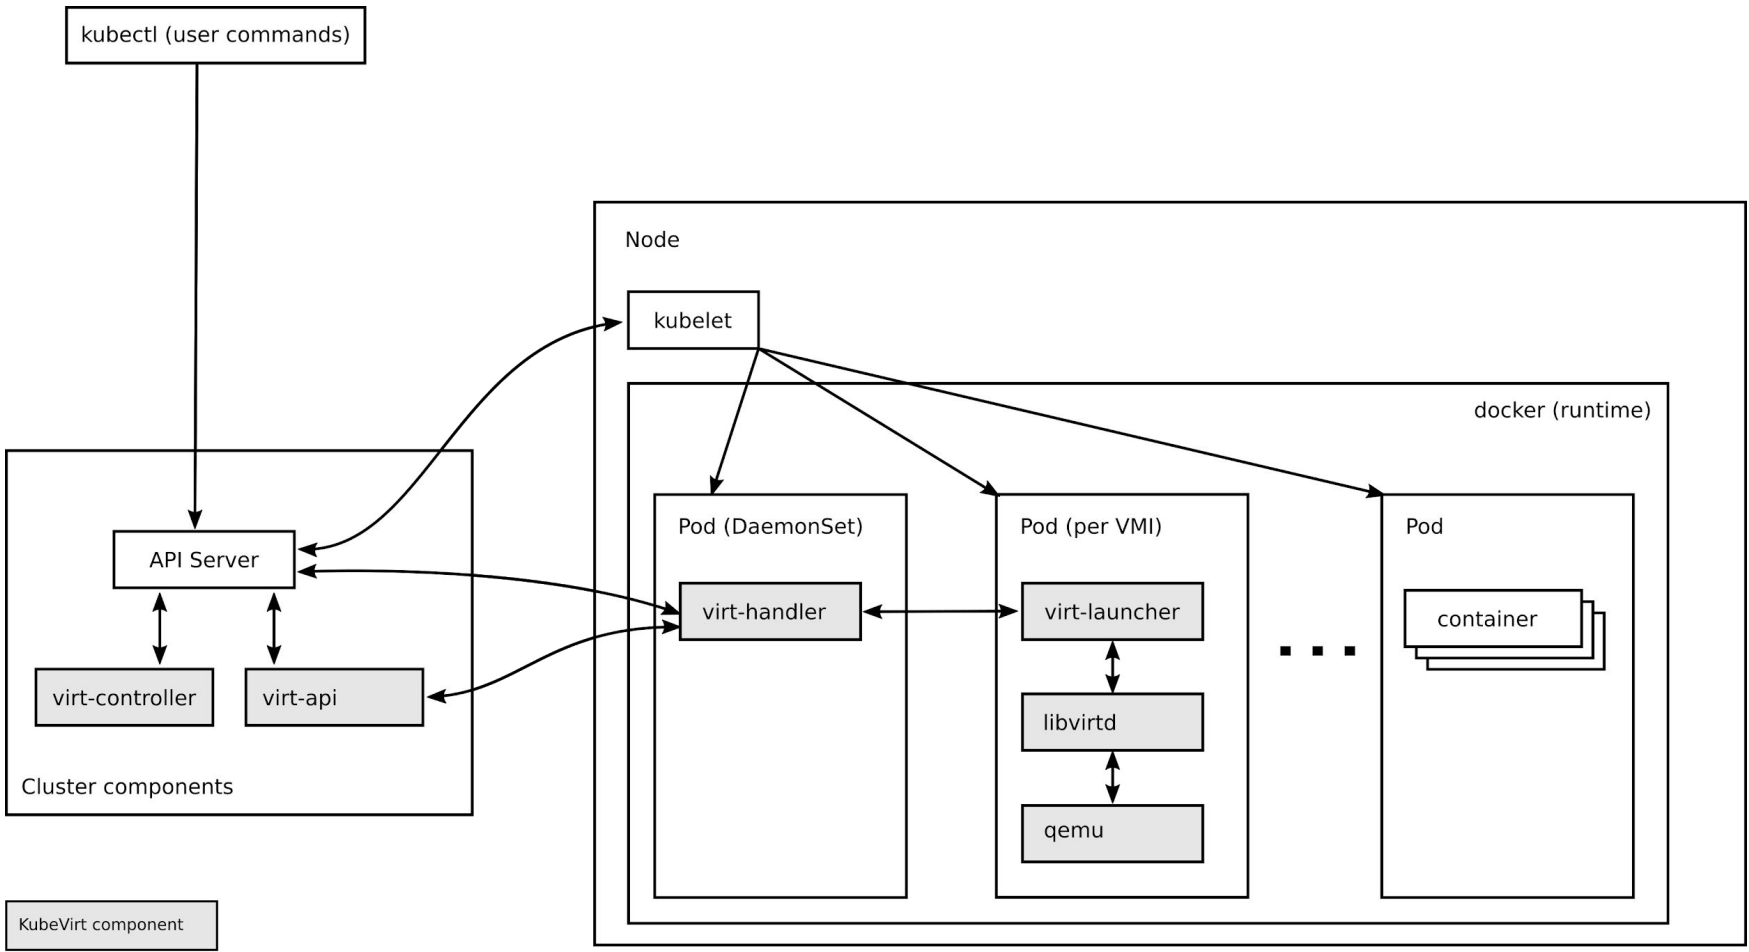 kubectl (user commands)
Node
kubelet
docker (runtime)
Pod (DaemonSet)
Pod (per VMI)
Pod
API Server
virt-handler
virt-launcher
container
virt-controller
virt-api
libvirtd
Cluster components
qemu
KubeVirt component